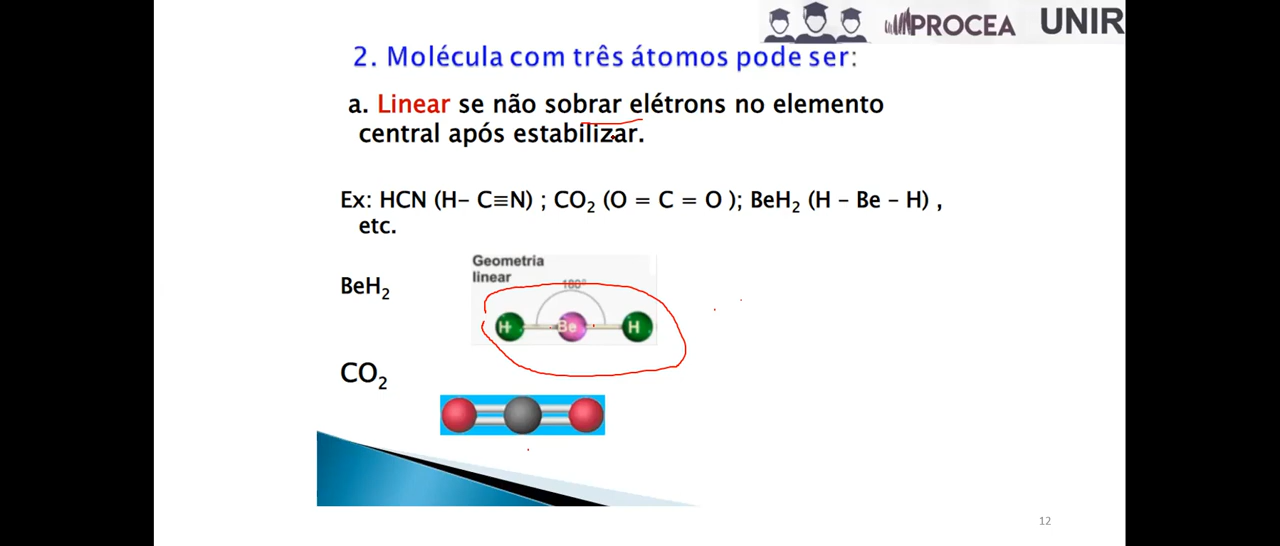 PROCEA UNIR
2. Molécula com três átomos pode ser:
a. Linear se não sobrar elétrons no elemento
central após estabilizar.
Ex: HCN (H- C≡N) ; CO₂ (O = C = O ); BeH₂ (H - Be - H) ,
etc.
Geometria
linear
180°
BeH₂
H Be H
CO₂
12